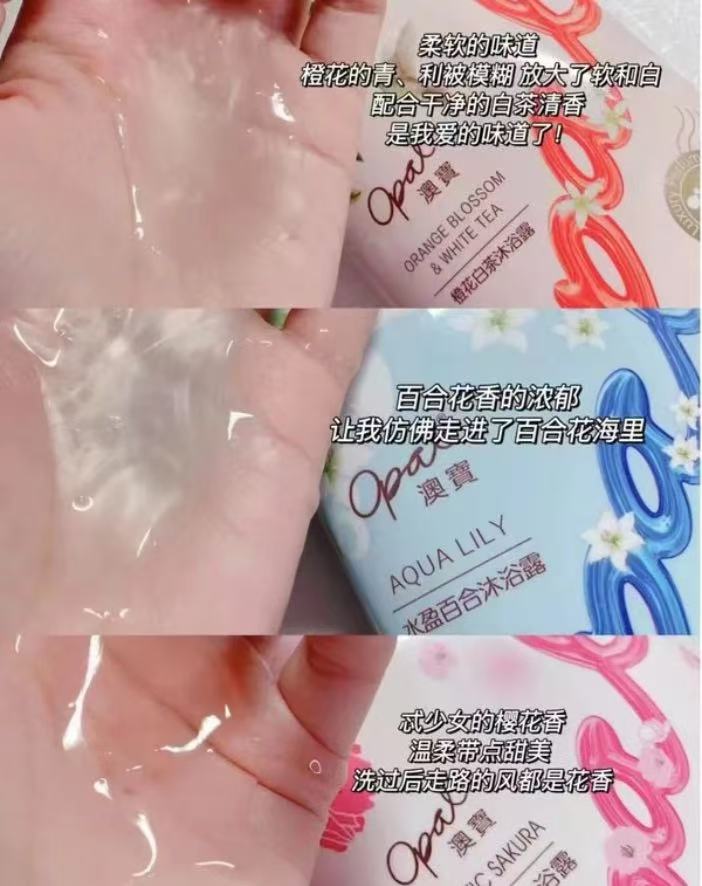 柔软的味道
橙花的青、利被模糊 放大了软和白
配合干净的白茶清香
是我爱的味道了!
Opal
澳寶
ORANGE BLOSSOM
& WHITE TEA
橙花白茶沐浴露
百合花香的浓郁
让我仿佛走进了百合花海里
Opal
澳寶
AQUA LILY
水盈百合沐浴露
忒少女的樱花香
温柔带点甜美
洗过后走路的风都是花香
Opal
澳寶
IC SAKURA
浴露